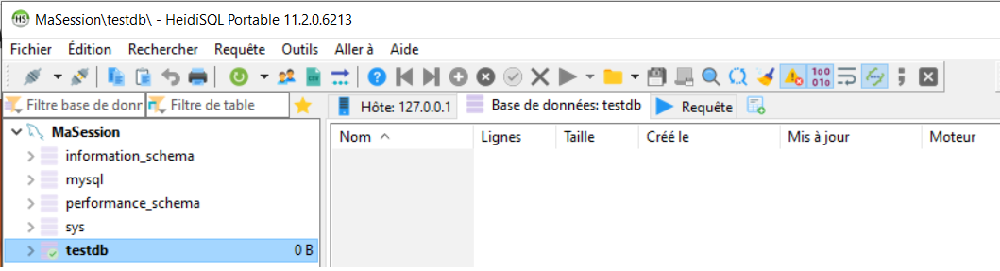 HS MaSession\testdb\ - HeidiSQL Portable 11.2.0.6213
Fichier Édition Rechercher Requête Outils Aller à Aide
Filtre base de donr Filtre de table Hôte: 127.0.0.1 Base de données: testdb Requête
MaSession Nom Lignes Taille Créé le Mis à jour Moteur
information_schema
mysql
performance_schema
sys
testdb 0 B